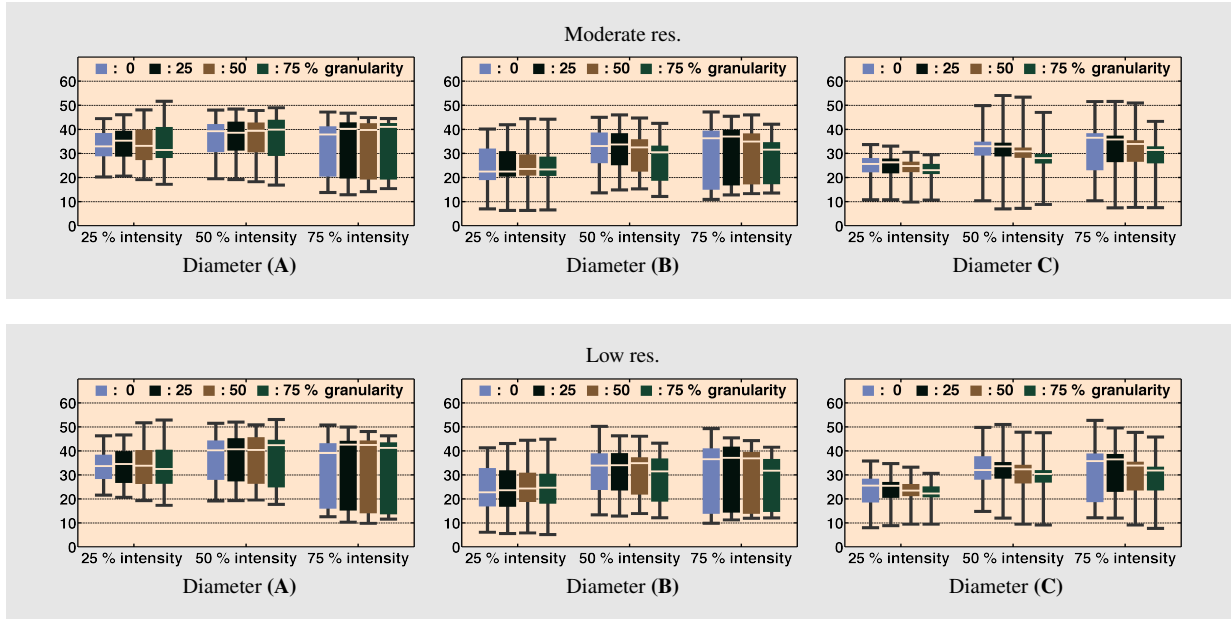 Moderate res.
: 0 : 25 : 50 : 75 % granularity
60
50
40
30
20
10
0
25 % intensity 50 % intensity 75 % intensity
Diameter (A)
: 0 : 25 : 50 : 75 % granularity
60
50
40
30
20
10
0
25 % intensity 50 % intensity 75 % intensity
Diameter (B)
: 0 : 25 : 50 : 75 % granularity
60
50
40
30
20
10
0
25 % intensity 50 % intensity 75 % intensity
Diameter C)
Low res.
: 0 : 25 : 50 : 75 % granularity
60
50
40
30
20
10
0
25 % intensity 50 % intensity 75 % intensity
Diameter (A)
: 0 : 25 : 50 : 75 % granularity
60
50
40
30
20
10
0
25 % intensity 50 % intensity 75 % intensity
Diameter (B)
: 0 : 25 : 50 : 75 % granularity
60
50
40
30
20
10
0
25 % intensity 50 % intensity 75 % intensity
Diameter (C)